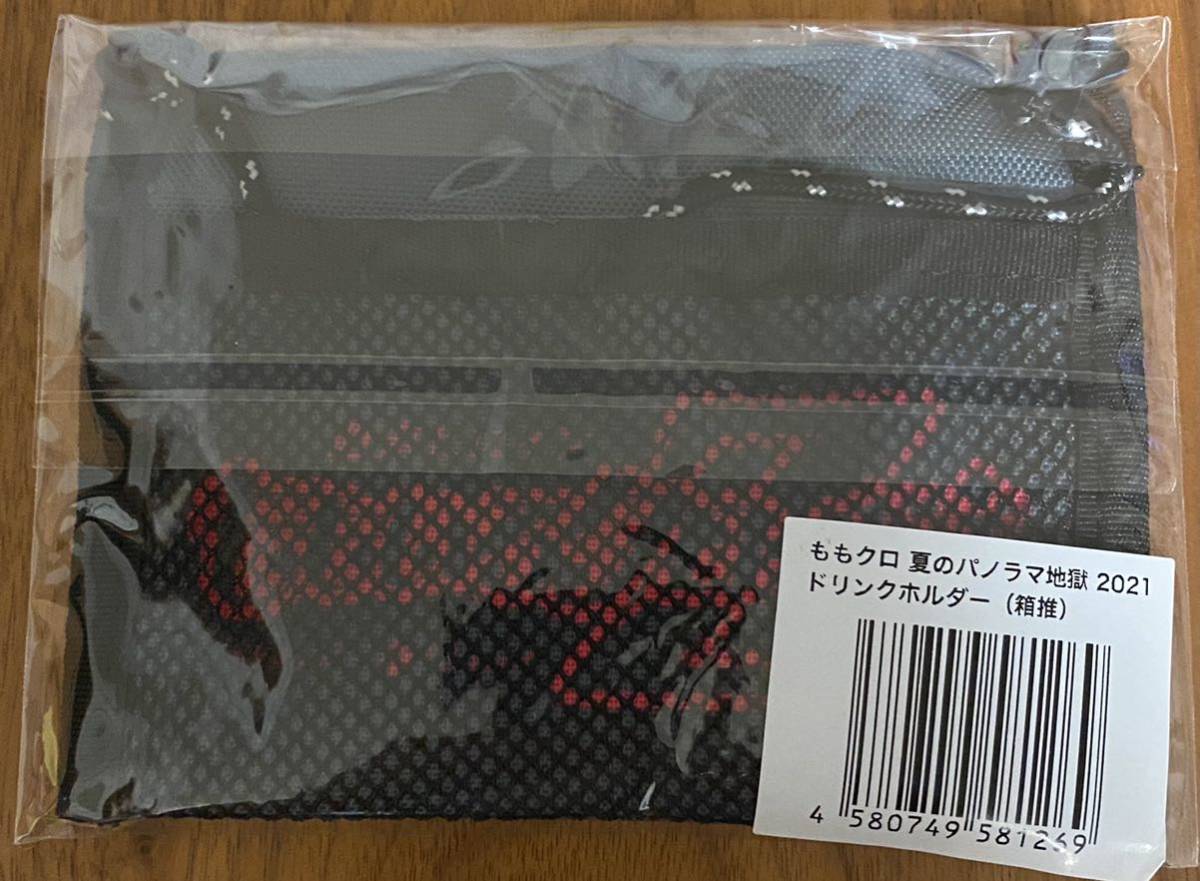 ももクロ 夏のパノラマ地獄 2021
ドリンクホルダー（箱推）
4 580749 581269